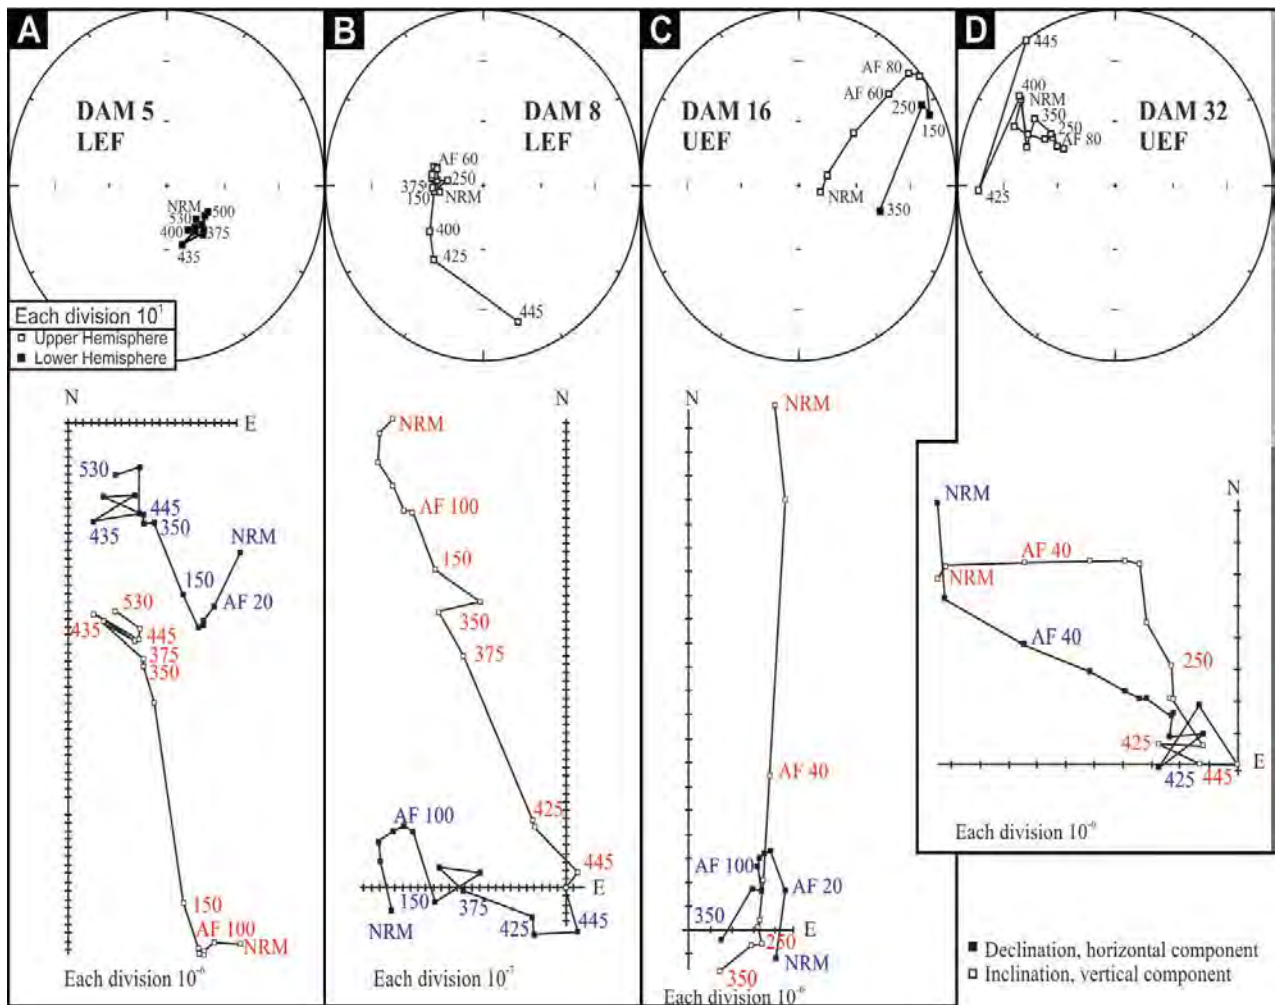 A
DAM 5
LEF
NRM
530
500
400
375
435
Each division 10¹
Upper Hemisphere
Lower Hemisphere
N
E
530
445
435
350
NRM
150
AF 20
530
435
445
375
350
150
AF 100
NRM
Each division 10⁻⁶
B
DAM 8
LEF
AF 60
250
375
150
NRM
400
425
445
N
NRM
AF 100
150
350
375
425
445
AF 100
E
150
375
425
445
NRM
Each division 10⁻⁷
C
DAM 16
UEF
AF 80
AF 60
250
150
NRM
350
N
NRM
AF 40
AF 100
AF 20
350
E
250
NRM
350
Each division 10⁻⁶
D
445
400
NRM
350
250
AF 80
DAM 32
UEF
425
N
NRM
AF 40
NRM
AF 40
250
425
425
445
E
Each division 10⁻⁹
Declination, horizontal component
Inclination, vertical component